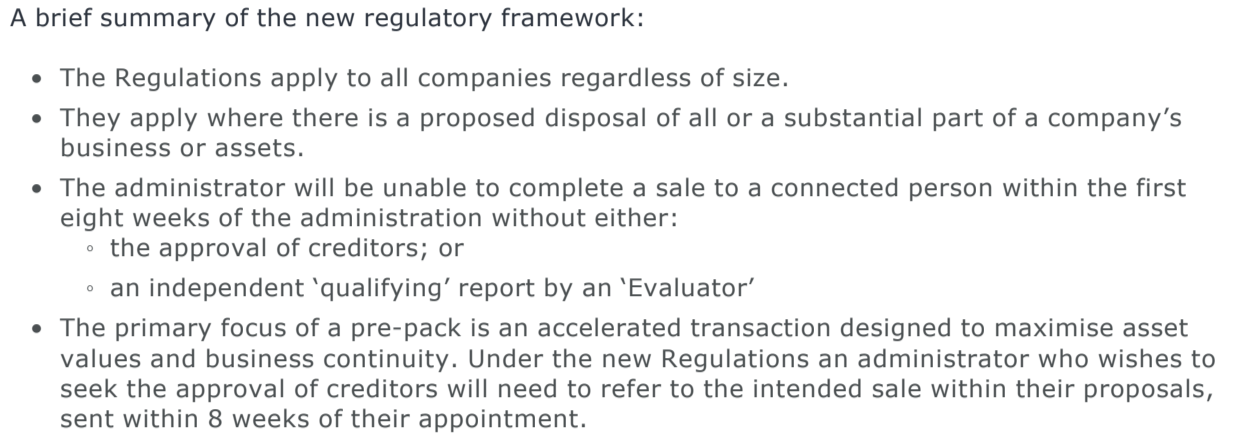 A brief summary of the new regulatory framework:
• The Regulations apply to all companies regardless of size.
• They apply where there is a proposed disposal of all or a substantial part of a company’s
business or assets.
• The administrator will be unable to complete a sale to a connected person within the first
eight weeks of the administration without either:
◦ the approval of creditors; or
◦ an independent ‘qualifying’ report by an ‘Evaluator’
• The primary focus of a pre-pack is an accelerated transaction designed to maximise asset
values and business continuity. Under the new Regulations an administrator who wishes to
seek the approval of creditors will need to refer to the intended sale within their proposals,
sent within 8 weeks of their appointment.